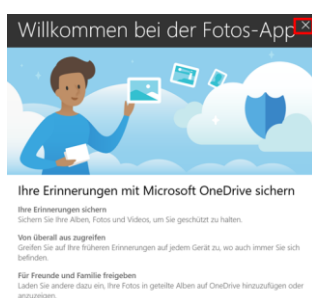 Willkommen bei der Fotos-App
Ihre Erinnerungen mit Microsoft OneDrive sichern
Ihre Erinnerungen sichern
Sichern Sie Ihre Alben, Fotos und Videos, um Sie geschützt zu halten.
Von überall aus zugreifen
Greifen Sie auf Ihre früheren Erinnerungen auf jedem Gerät zu, wo auch immer Sie sich
befinden.
Für Freunde und Familie freigeben
Laden Sie andere dazu ein, Ihre Fotos in geteilte Alben auf OneDrive hinzuzufügen oder
anzuzeigen.